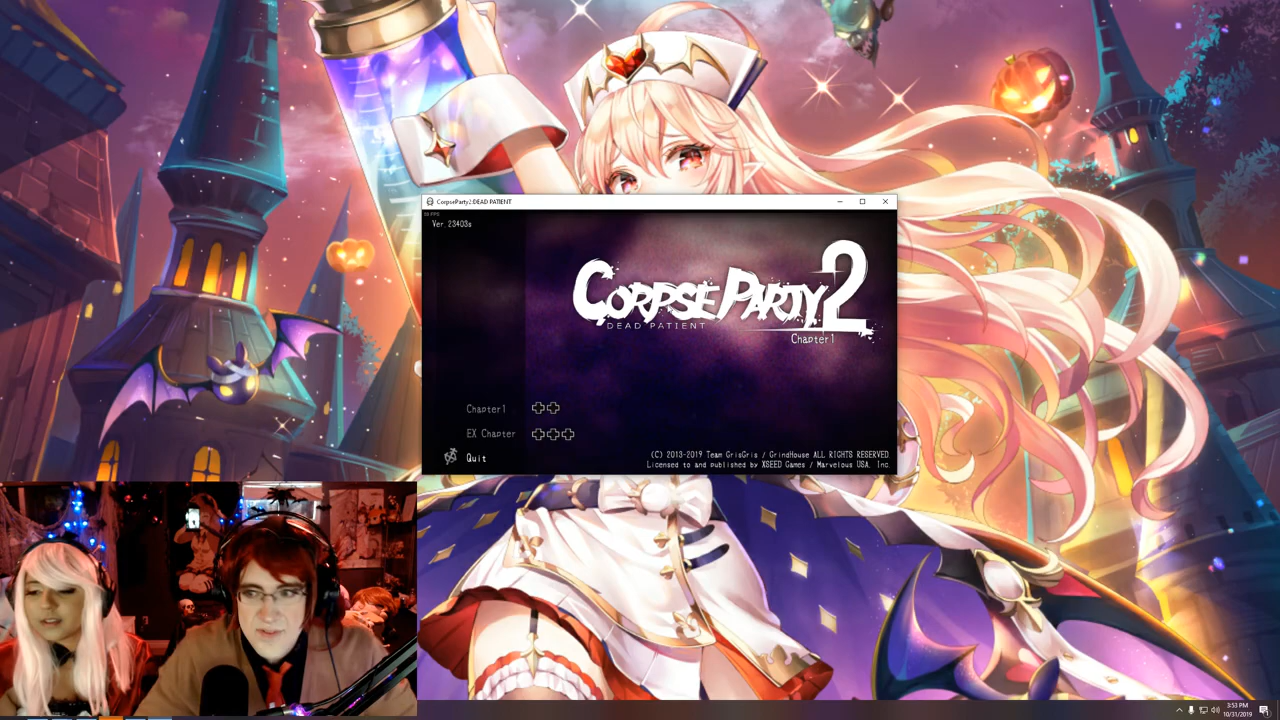 CorpseParty2:DEAD PATIENT
Ver.23403s
CORPSE PARTY 2
DEAD PATIENT
Chapter1
Chapter1
EX Chapter
Quit
(C) 2013-2019 Team GrisGris / GrindHouse ALL RIGHTS RESERVED
Licensed to and published by XSEED Games / Marvelous USA, Inc.
3:53 PM
10/31/2019